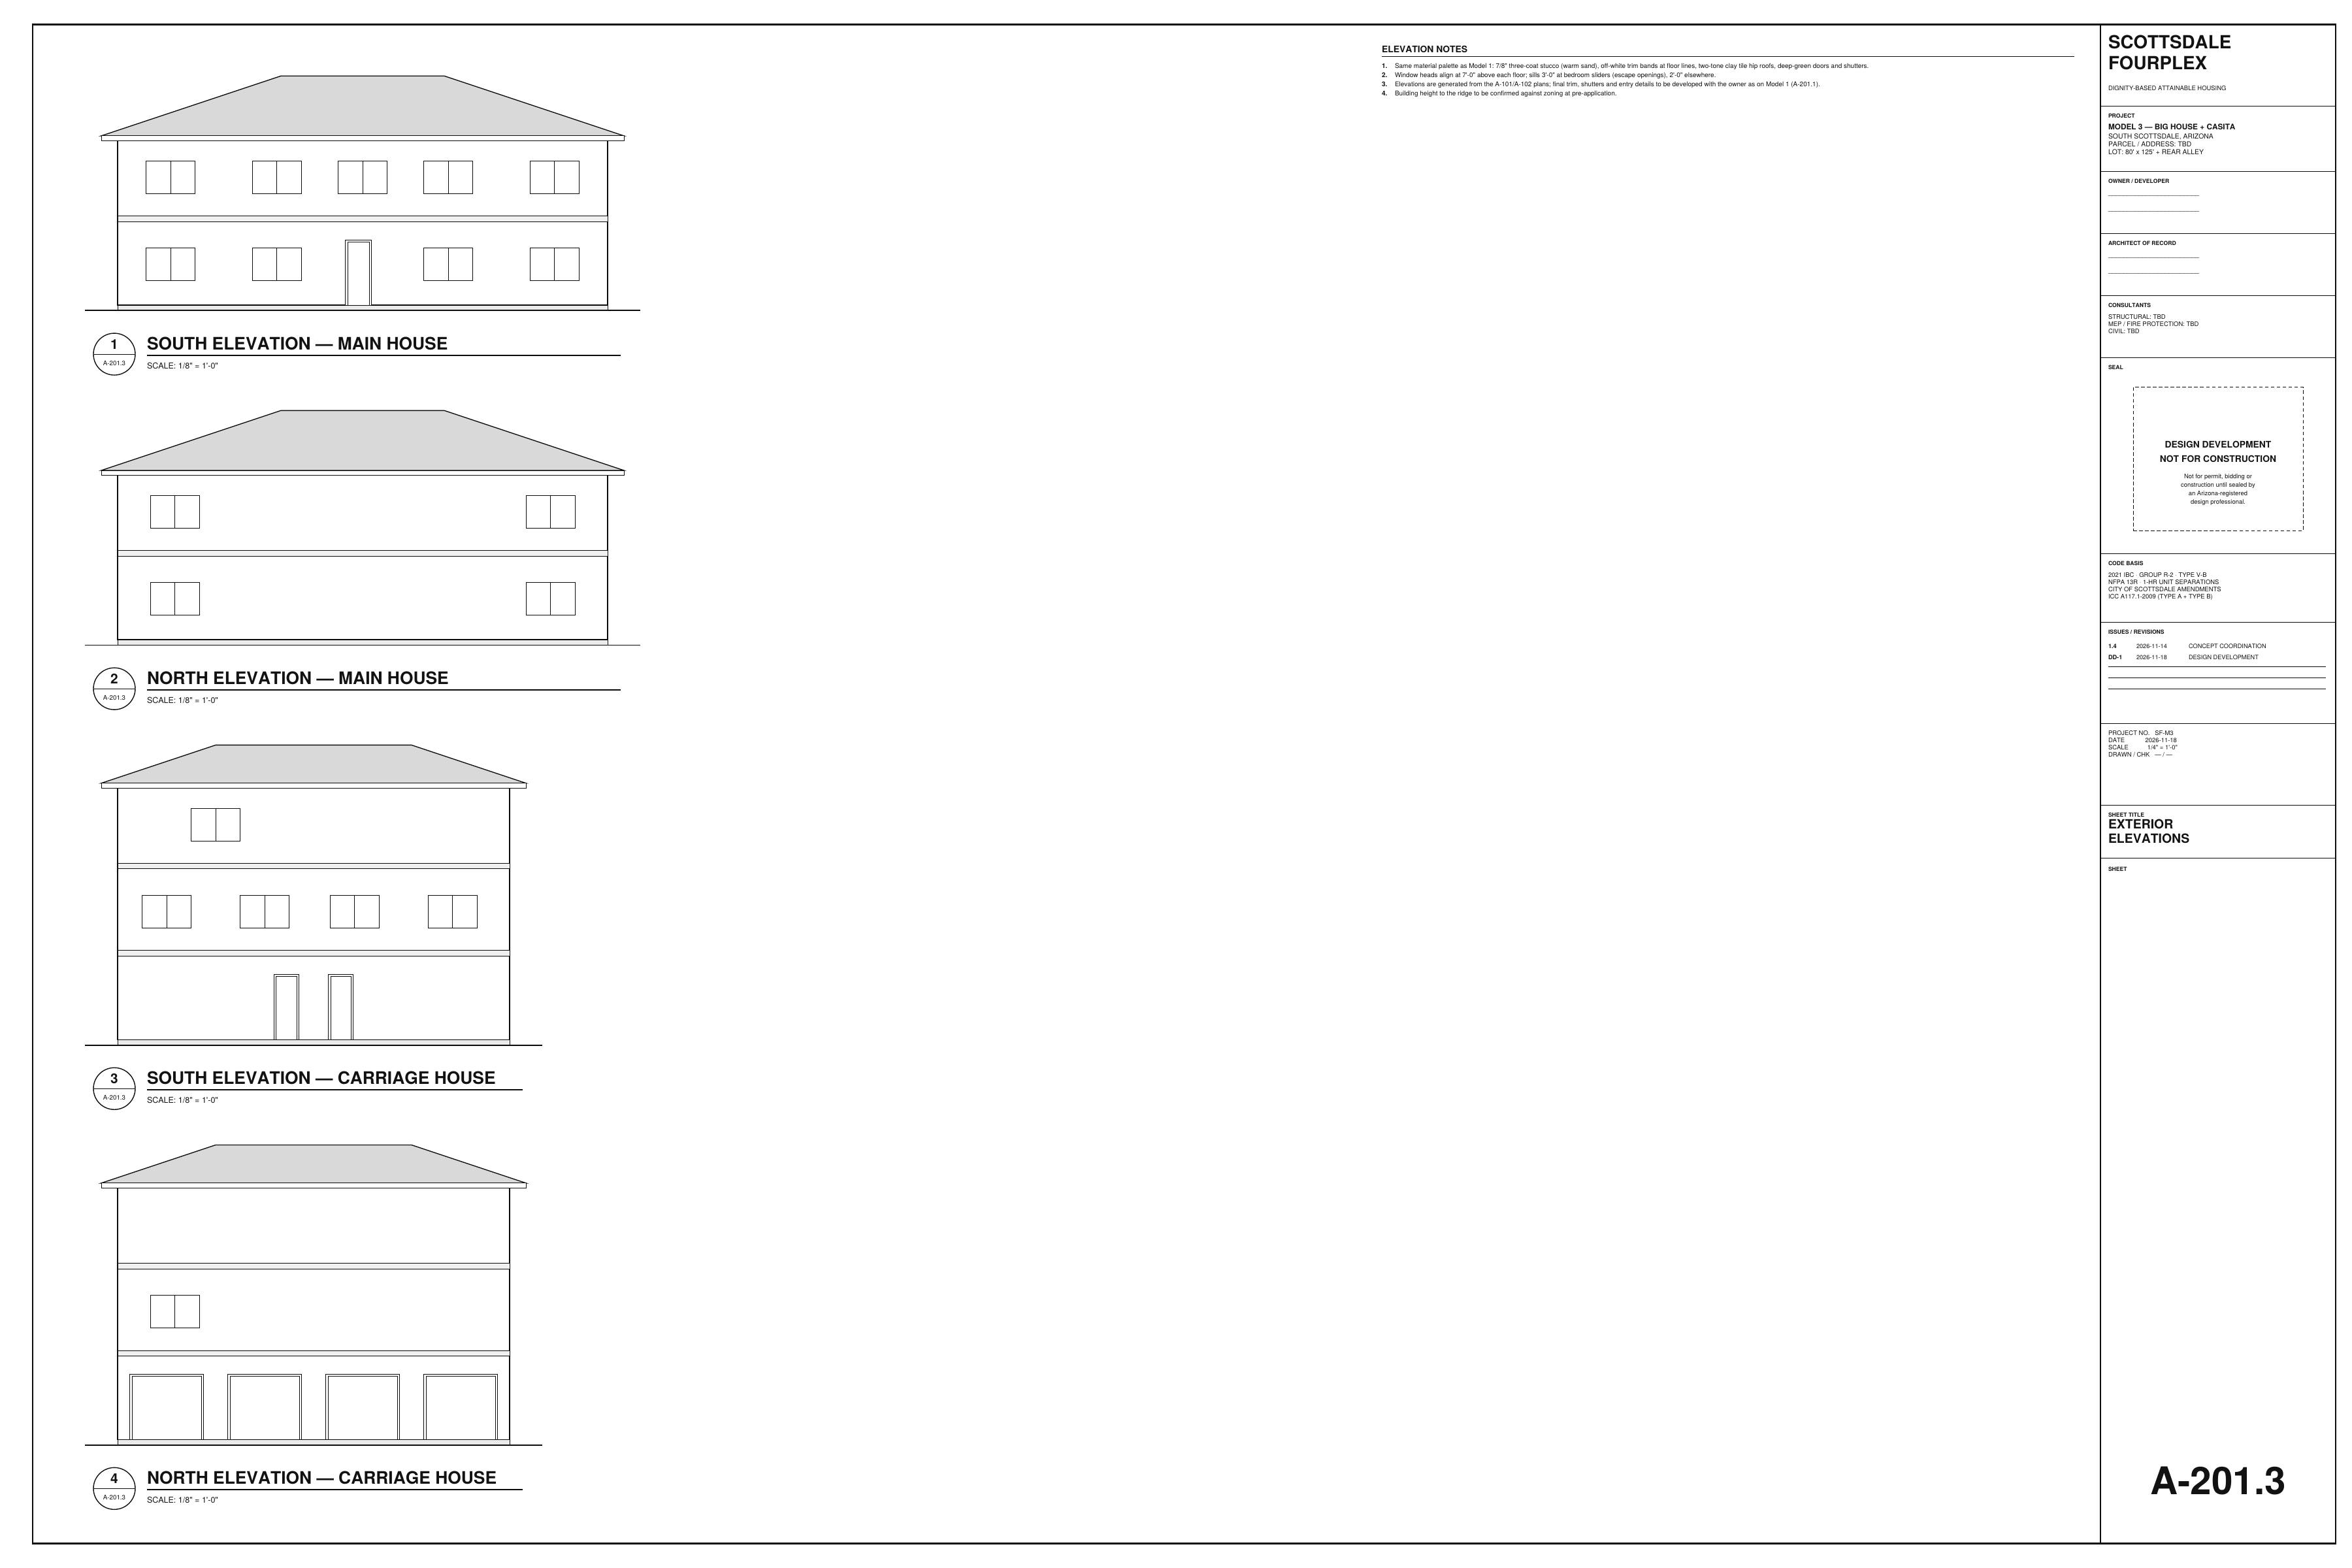 ELEVATION NOTES
1. Same material palette as Model 1: 7/8" three-coat stucco (warm sand), off-white trim bands at floor lines, two-tone clay tile hip roofs, deep-green doors and shutters.
2. Window heads align at 7'-0" above each floor; sills 3'-0" at bedroom sliders (escape openings), 2'-0" elsewhere.
3. Elevations are generated from the A-101/A-102 plans; final trim, shutters and entry details to be developed with the owner as on Model 1 (A-201.1).
4. Building height to the ridge to be confirmed against zoning at pre-application.
1
A-201.3
SOUTH ELEVATION — MAIN HOUSE
SCALE: 1/8" = 1'-0"
2
A-201.3
NORTH ELEVATION — MAIN HOUSE
SCALE: 1/8" = 1'-0"
3
A-201.3
SOUTH ELEVATION — CARRIAGE HOUSE
SCALE: 1/8" = 1'-0"
4
A-201.3
NORTH ELEVATION — CARRIAGE HOUSE
SCALE: 1/8" = 1'-0"
SCOTTSDALE
FOURPLEX
DIGNITY-BASED ATTAINABLE HOUSING
PROJECT
MODEL 3 — BIG HOUSE + CASITA
SOUTH SCOTTSDALE, ARIZONA
PARCEL / ADDRESS: TBD
LOT: 80' x 125' + REAR ALLEY
OWNER / DEVELOPER
ARCHITECT OF RECORD
CONSULTANTS
STRUCTURAL: TBD
MEP / FIRE PROTECTION: TBD
CIVIL: TBD
SEAL
DESIGN DEVELOPMENT
NOT FOR CONSTRUCTION
Not for permit, bidding or
construction until sealed by
an Arizona-registered
design professional.
CODE BASIS
2021 IBC · GROUP R-2 · TYPE V-B
NFPA 13R · 1-HR UNIT SEPARATIONS
CITY OF SCOTTSDALE AMENDMENTS
ICC A117.1-2009 (TYPE A + TYPE B)
ISSUES / REVISIONS
1.4 2026-11-14 CONCEPT COORDINATION
DD-1 2026-11-18 DESIGN DEVELOPMENT
PROJECT NO. SF-M3
DATE 2026-11-18
SCALE 1/4" = 1'-0"
DRAWN / CHK — / —
SHEET TITLE
EXTERIOR
ELEVATIONS
SHEET
A-201.3